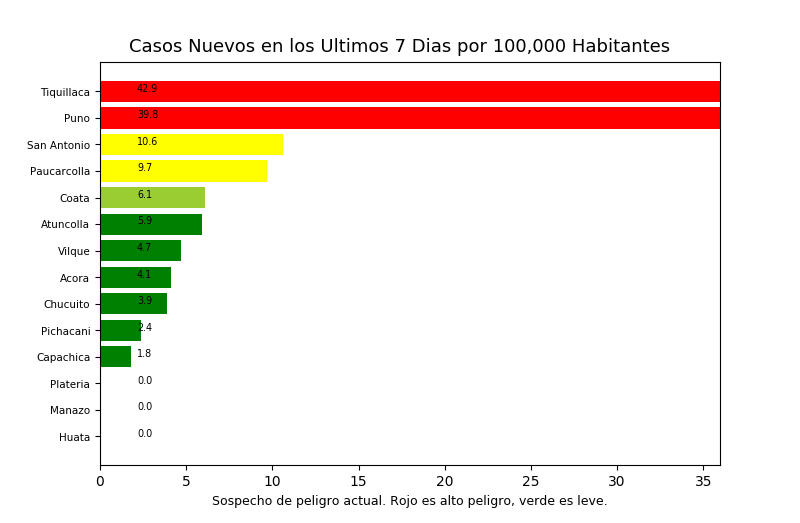 Casos Nuevos en los Ultimos 7 Dias por 100,000 Habitantes
Tiquillaca 42.9
Puno 39.8
San Antonio 10.6
Paucarcolla 9.7
Coata 6.1
Atuncolla 5.9
Vilque 4.7
Acora 4.1
Chucuito 3.9
Pichacani 2.4
Capachica 1.8
Plateria 0.0
Manazo 0.0
Huata 0.0
0 5 10 15 20 25 30 35
Sospecho de peligro actual. Rojo es alto peligro, verde es leve.